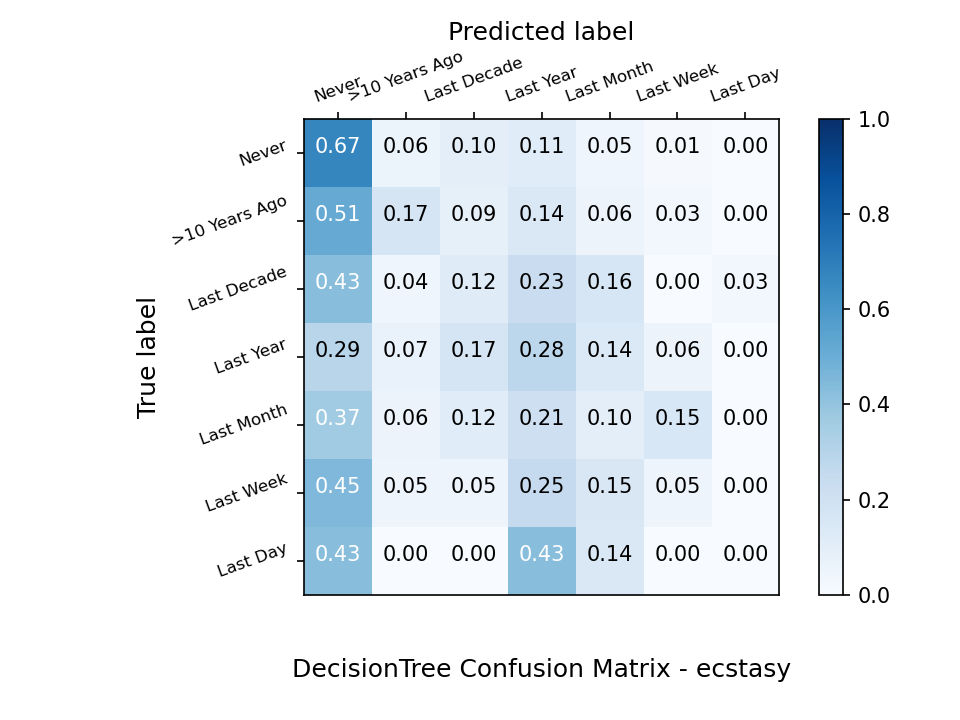 Predicted label
Never >10 Years Ago Last Decade Last Year Last Month Last Week Last Day
Never 0.67 0.06 0.10 0.11 0.05 0.01 0.00
>10 Years Ago 0.51 0.17 0.09 0.14 0.06 0.03 0.00
Last Decade 0.43 0.04 0.12 0.23 0.16 0.00 0.03
Last Year 0.29 0.07 0.17 0.28 0.14 0.06 0.00
Last Month 0.37 0.06 0.12 0.21 0.10 0.15 0.00
Last Week 0.45 0.05 0.05 0.25 0.15 0.05 0.00
Last Day 0.43 0.00 0.00 0.43 0.14 0.00 0.00
True label
1.0
0.8
0.6
0.4
0.2
0.0
DecisionTree Confusion Matrix - ecstasy